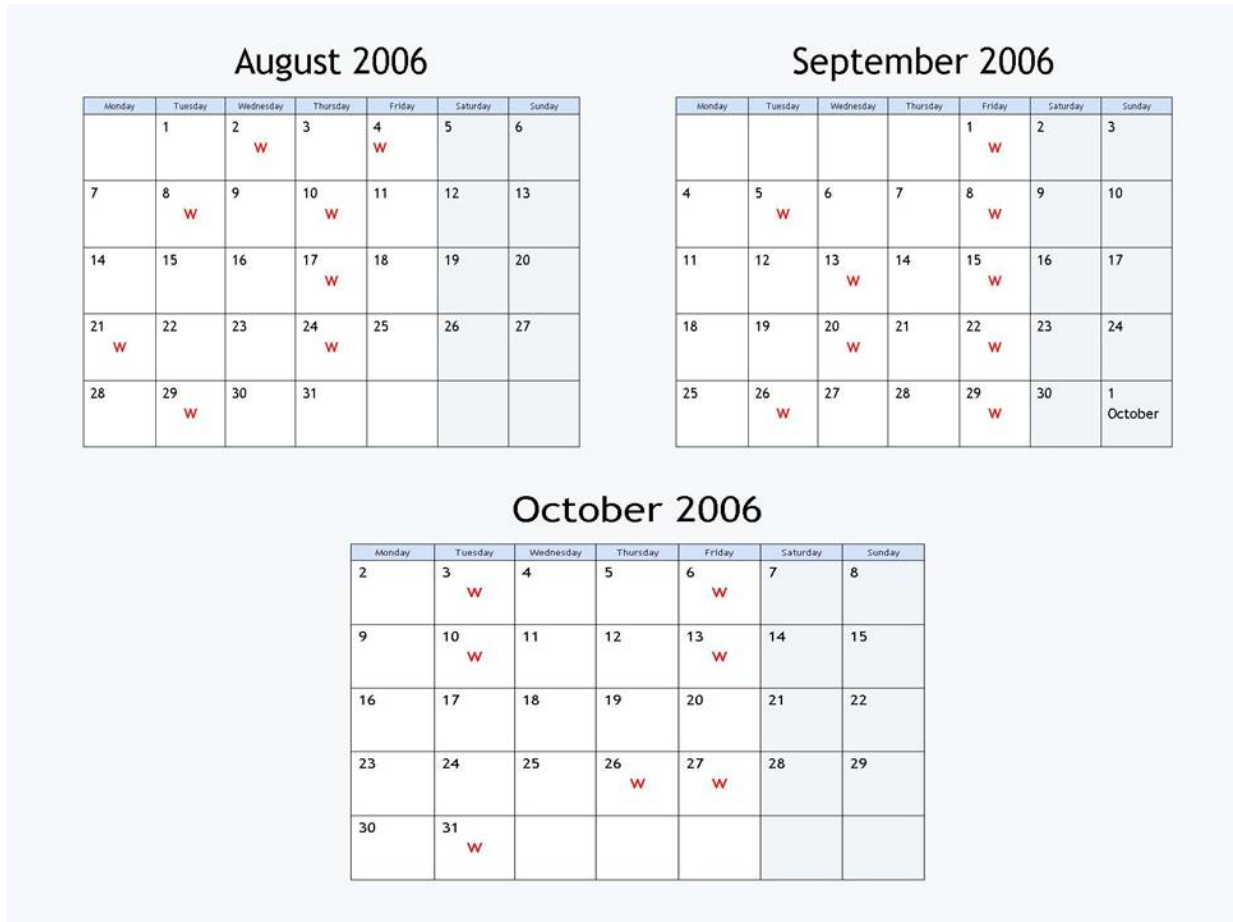 August 2006
Monday Tuesday Wednesday Thursday Friday Saturday Sunday
1 2 3 4 5 6
W W
7 8 9 10 11 12 13
W W
14 15 16 17 18 19 20
W
21 22 23 24 25 26 27
W W
28 29 30 31
W
September 2006
Monday Tuesday Wednesday Thursday Friday Saturday Sunday
1 2 3
W
4 5 6 7 8 9 10
W W
11 12 13 14 15 16 17
W W
18 19 20 21 22 23 24
W W
25 26 27 28 29 30 1
October
W W
October 2006
Monday Tuesday Wednesday Thursday Friday Saturday Sunday
2 3 4 5 6 7 8
W W
9 10 11 12 13 14 15
W W
16 17 18 19 20 21 22
23 24 25 26 27 28 29
W W
30 31
W